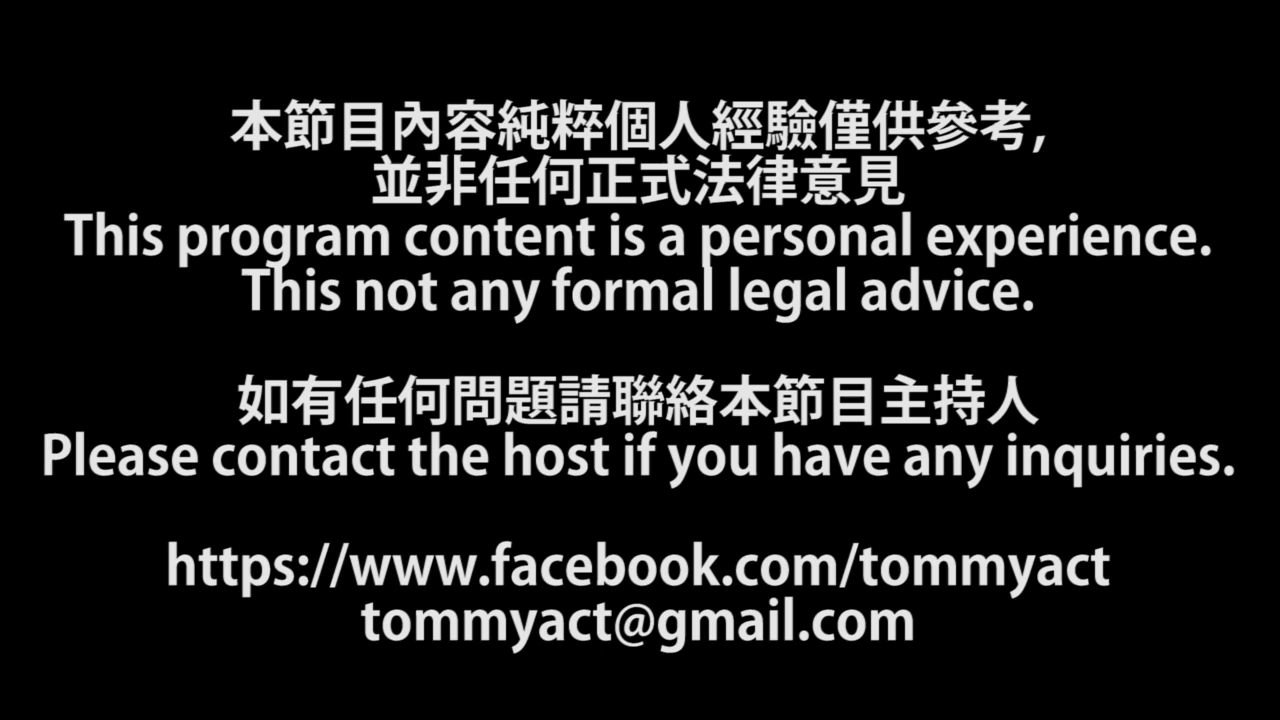 本節目內容純粹個人經驗僅供參考,
並非任何正式法律意見
This program content is a personal experience.
This not any formal legal advice.
如有任何問題請聯絡本節目主持人
Please contact the host if you have any inquiries.
https://www.facebook.com/tommyact
tommyact@gmail.com